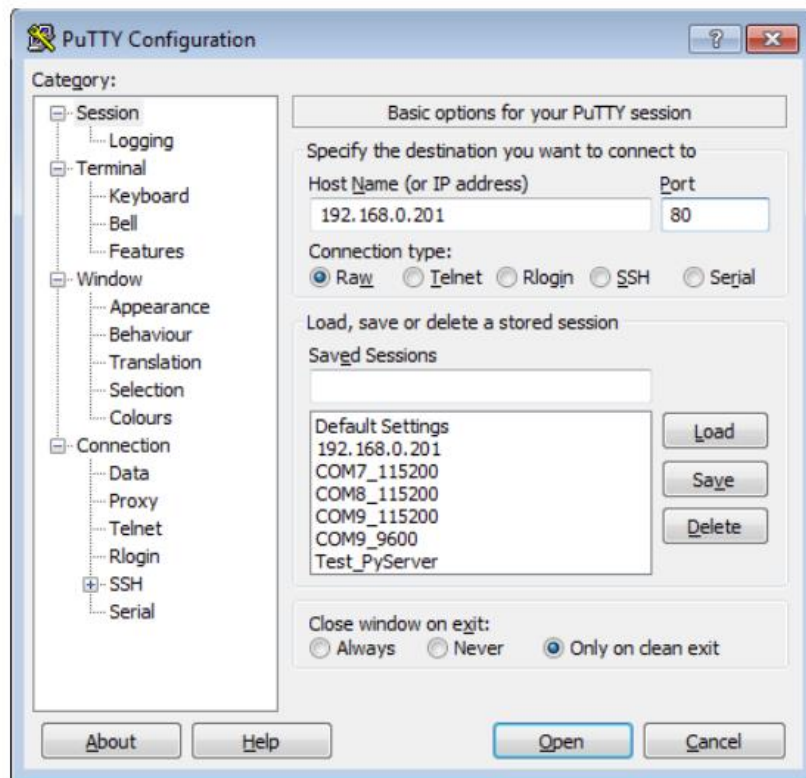 PuTTY Configuration
Category:
Session
Logging
Terminal
Keyboard
Bell
Features
Window
Appearance
Behaviour
Translation
Selection
Colours
Connection
Data
Proxy
Telnet
Rlogin
SSH
Serial
Basic options for your PuTTY session
Specify the destination you want to connect to
Host Name (or IP address) Port
192.168.0.201 80
Connection type:
Raw Telnet Rlogin SSH Serial
Load, save or delete a stored session
Saved Sessions
Default Settings
192.168.0.201
COM7_115200
COM8_115200
COM9_115200
COM9_9600
Test_PyServer
Load
Save
Delete
Close window on exit:
Always Never Only on clean exit
About Help Open Cancel